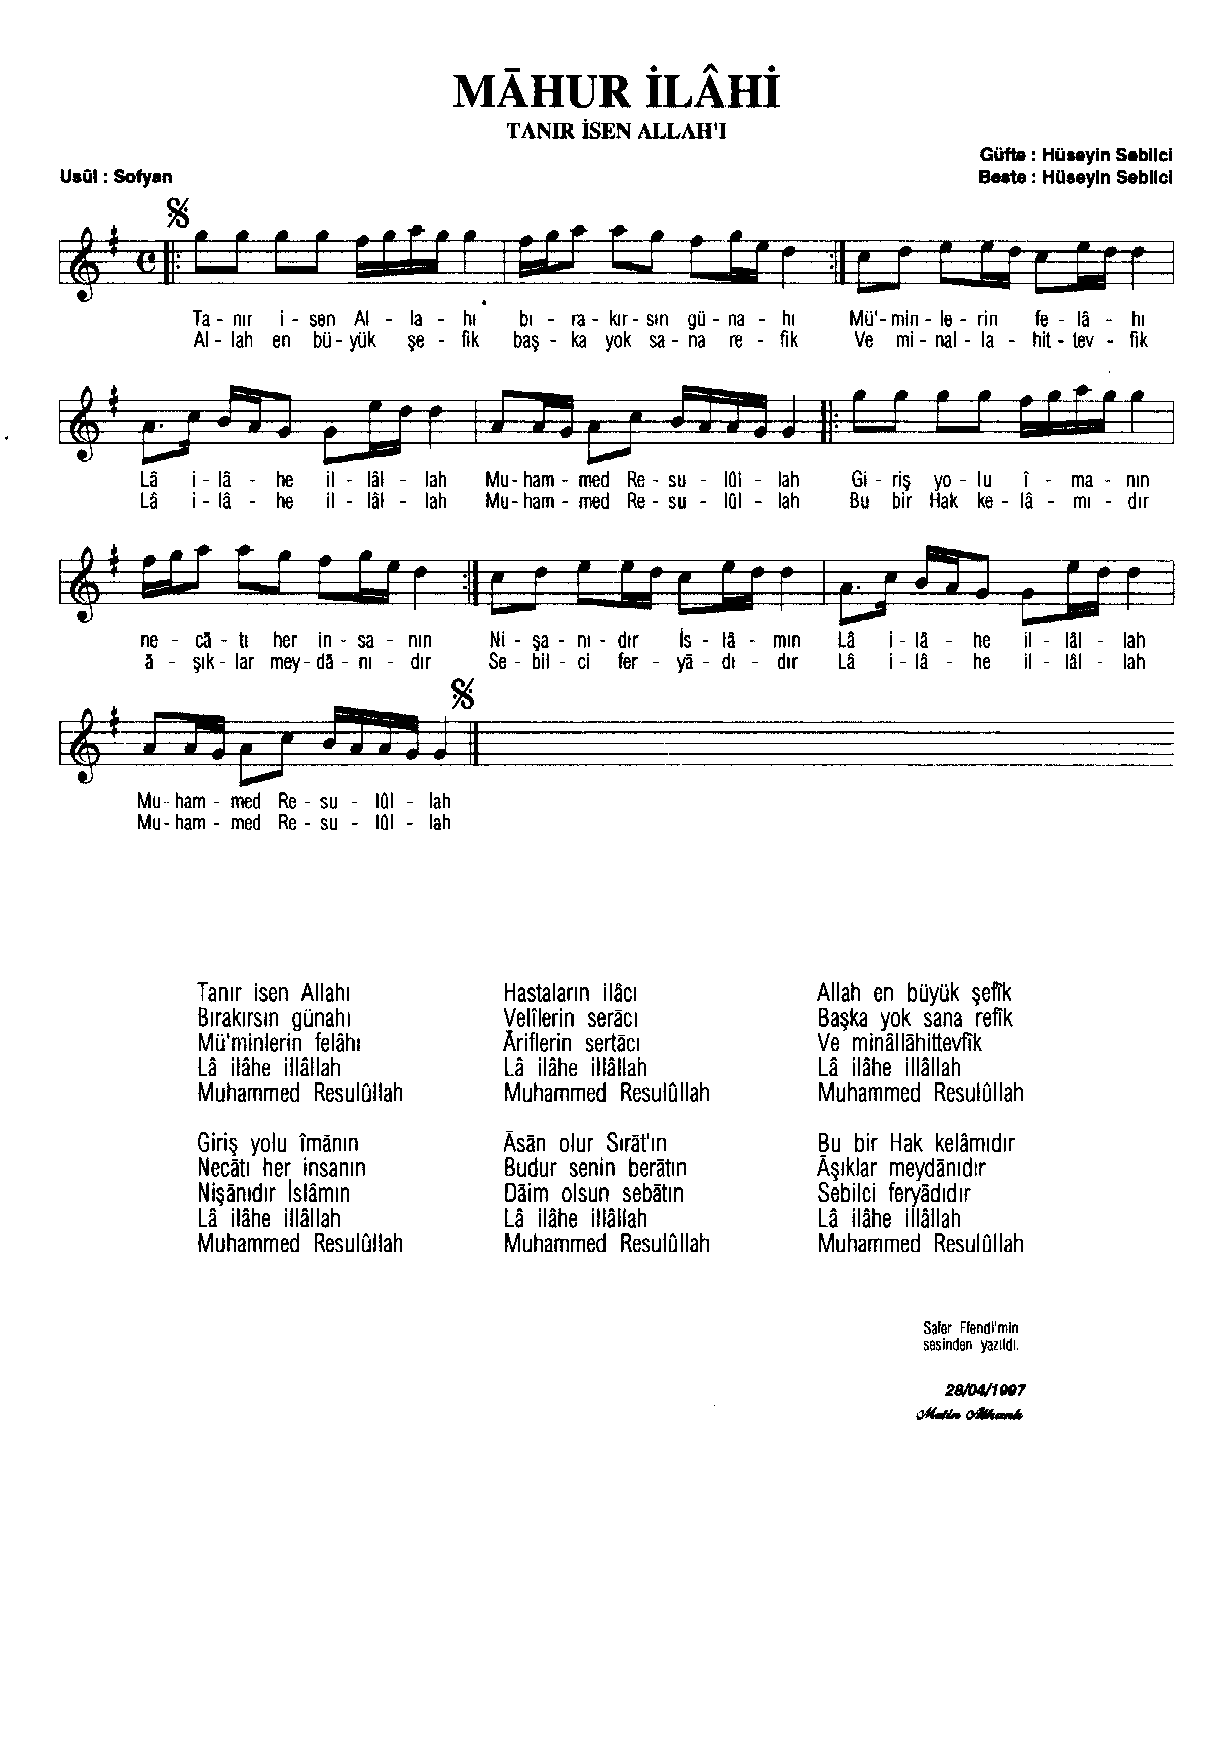 MĀHUR İLÂHİ
TANIR İSEN ALLAH'I
Güfte : Hüseyin Sebilci
Usûl : Sofyan
Beste : Hüseyin Sebilci
Ta - nır i - sen Al - la - hı bı - ra - kır - sın gü - na - hı Mü'- min - le - rin fe - lâ - hı
Al - lah en bü - yük şe - fik baş - ka yok sa - na re - fik Ve mi - nal - la - hit - tev - fik
Lâ i - lâ - he il - lâl - lah Mu - ham - med Re - su - lûl - lah Gi - riş yo - lu î - ma - nın
Lâ i - lâ - he il - lâl - lah Mu - ham - med Re - su - lûl - lah Bu bir Hak ke - lâ - mı - dır
ne - cā - tı her in - sa - nın Ni - şa - nı - dır İs - lā - mın Lâ i - lâ - he il - lâl - lah
ā - şık - lar mey - dā - nı - dır Se - bil - ci fer - yā - dı - dır Lâ i - lâ - he il - lâl - lah
Mu - ham - med Re - su - lûl - lah
Mu - ham - med Re - su - lûl - lah
Tanır isen Allahı
Bırakırsın günahı
Mü'minlerin felâhı
Lâ ilâhe illâllah
Muhammed Resulûllah
Giriş yolu îmānın
Necātı her insanın
Nişānıdır İslâmın
Lâ ilâhe illâllah
Muhammed Resulûllah
Hastaların ilâcı
Velîlerin serācı
Āriflerin sertācı
Lâ ilâhe illâllah
Muhammed Resulûllah
Āsān olur Sırāt'ın
Budur senin berātın
Dāim olsun sebātın
Lâ ilâhe illâllah
Muhammed Resulûllah
Allah en büyük şefîk
Başka yok sana refîk
Ve minâllāhittevfîk
Lâ ilâhe illâllah
Muhammed Resulûllah
Bu bir Hak kelâmıdır
Āşıklar meydānıdır
Sebilci feryādıdır
Lâ ilâhe illâllah
Muhammed Resulûllah
Safer Efendi'min
sesinden yazıldı.
28/04/1997
Metin Alkanlı